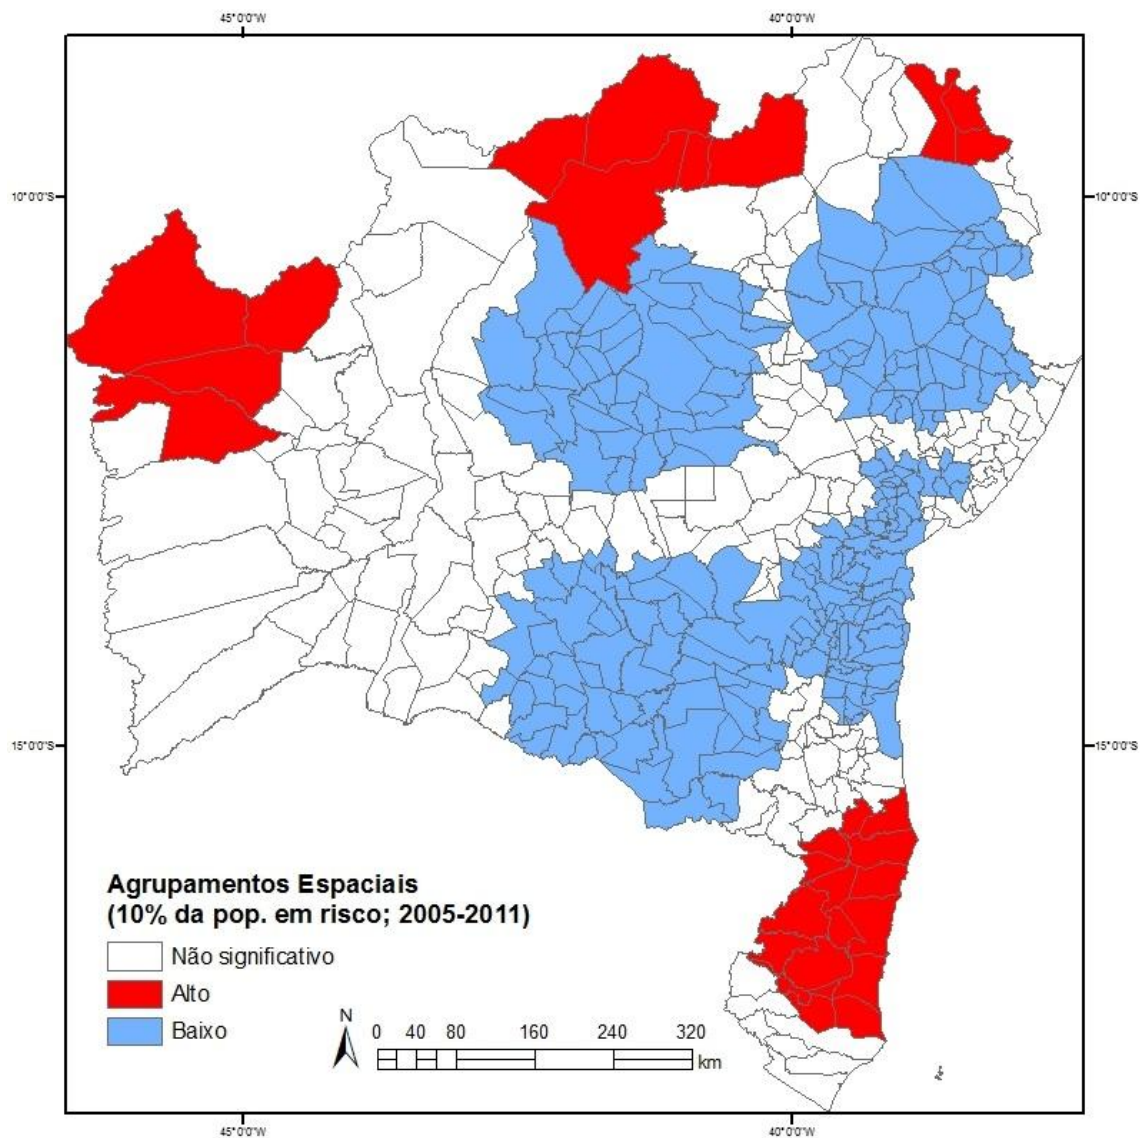 45°0'0"W 40°0'0"W
10°0'0"S 10°0'0"S
15°0'0"S 15°0'0"S
Agrupamentos Espaciais
(10% da pop. em risco; 2005-2011)
Não significativo
Alto
Baixo
N
0 40 80 160 240 320
km
45°0'0"W 40°0'0"W